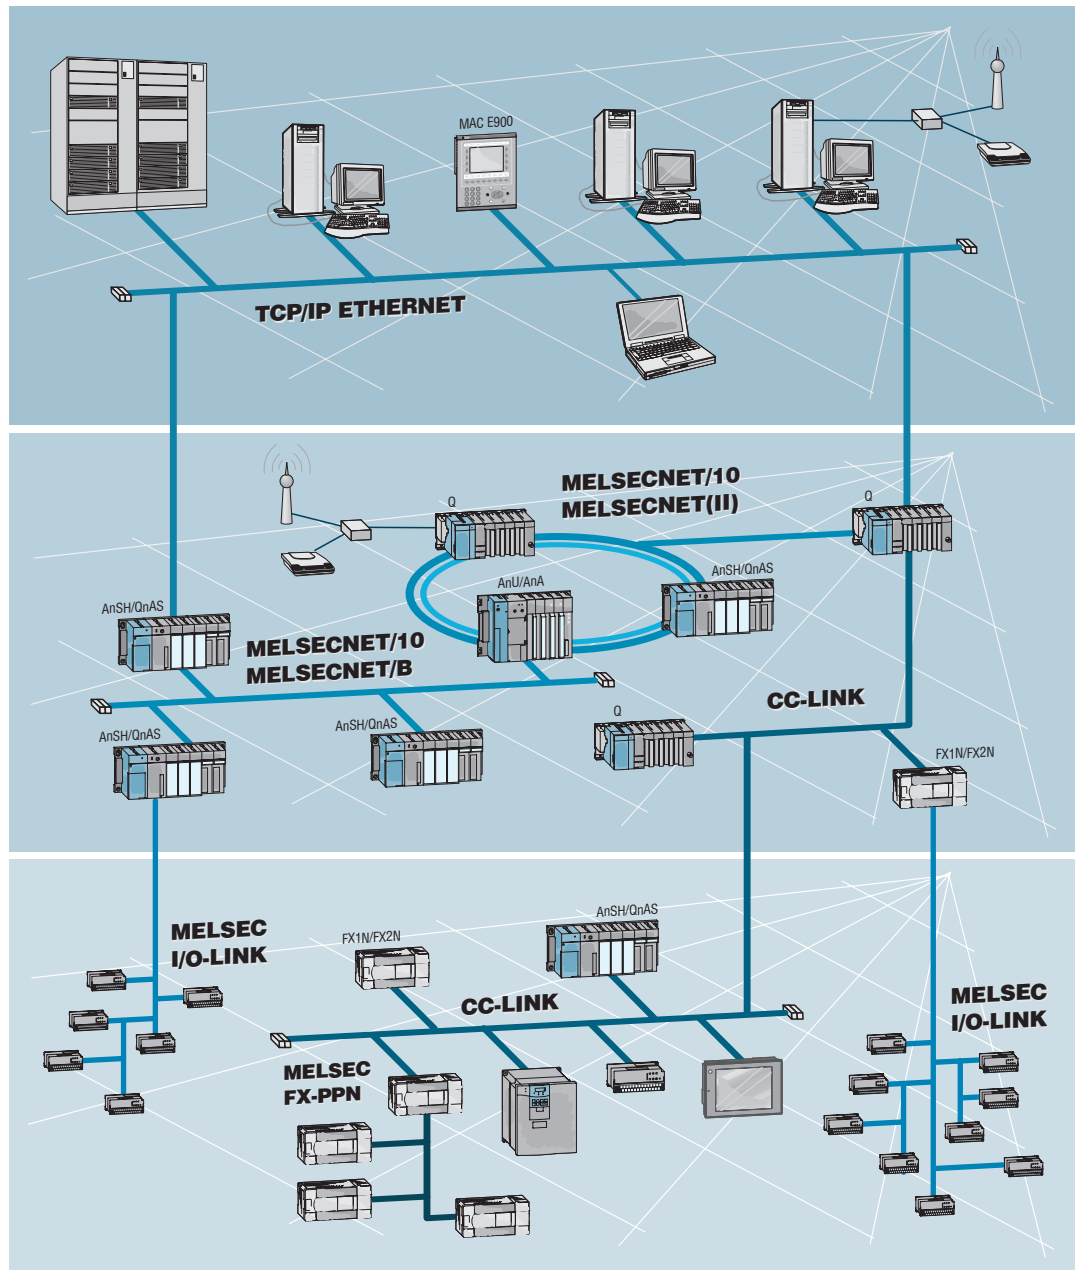 MAC E900
TCP/IP ETHERNET
MELSECNET/10
MELSECNET(II)
Q
Q
AnU/AnA
AnSH/QnAS
AnSH/QnAS
MELSECNET/10
MELSECNET/B
CC-LINK
Q
AnSH/QnAS
AnSH/QnAS
FX1N/FX2N
AnSH/QnAS
MELSEC
I/O-LINK
FX1N/FX2N
CC-LINK
MELSEC
I/O-LINK
MELSEC
FX-PPN